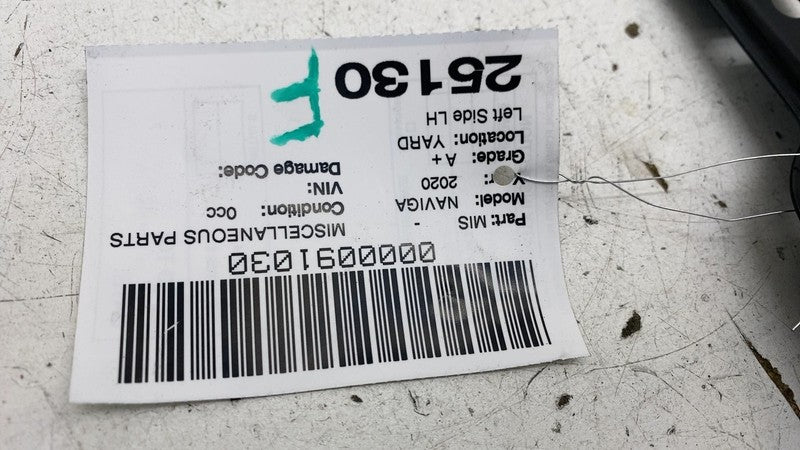 0000091030
Part: MIS - MISCELLANEOUS PARTS
Model: NAVIGA Condition: 0cc
2020 VIN:
Grade: A+ Damage Code:
Location: YARD
Left Side LH
25130 F